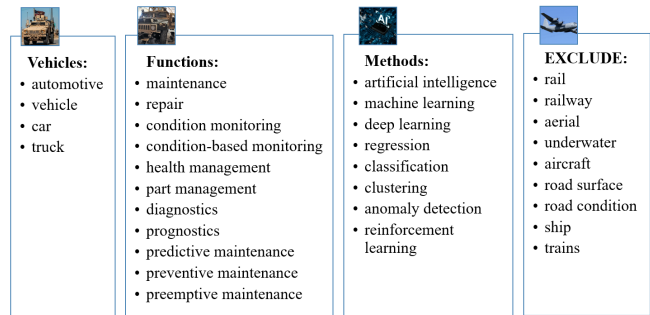 Vehicles:
• automotive
• vehicle
• car
• truck
Functions:
• maintenance
• repair
• condition monitoring
• condition-based monitoring
• health management
• part management
• diagnostics
• prognostics
• predictive maintenance
• preventive maintenance
• preemptive maintenance
AI
Methods:
• artificial intelligence
• machine learning
• deep learning
• regression
• classification
• clustering
• anomaly detection
• reinforcement
learning
EXCLUDE:
• rail
• railway
• aerial
• underwater
• aircraft
• road surface
• road condition
• ship
• trains